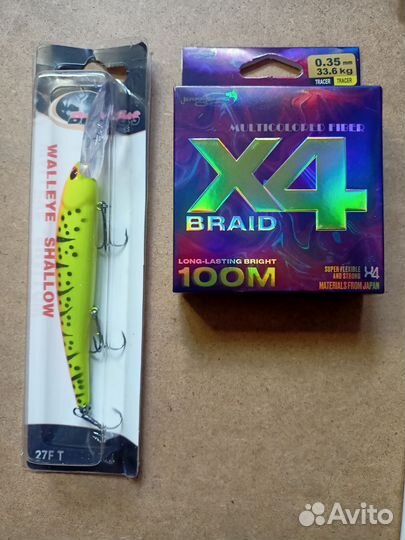 WALLEYE SHALLOW
27F T
0.35 mm
33.6 kg
TRACER TRACER
MULTICOLORED FIBER
X4
BRAID
LONG-LASTING BRIGHT
100M
SUPER FLEXIBLE
AND STRONG
X4
MATERIALS FROM JAPAN
Avito